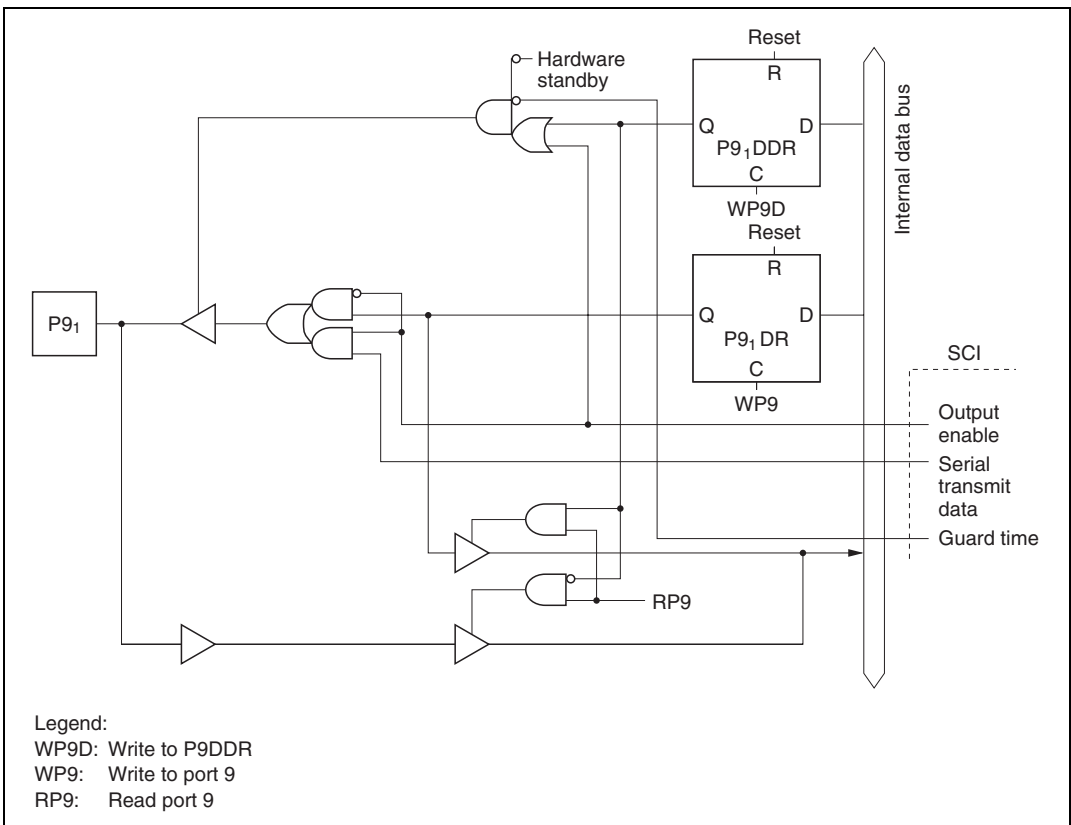 Reset
Hardware
standby
R
Q
D
P9₁DDR
C
WP9D
Reset
R
Q
D
P9₁DR
C
WP9
Internal data bus
P9₁
SCI
Output
enable
Serial
transmit
data
Guard time
RP9
Legend:
WP9D: Write to P9DDR
WP9: Write to port 9
RP9: Read port 9